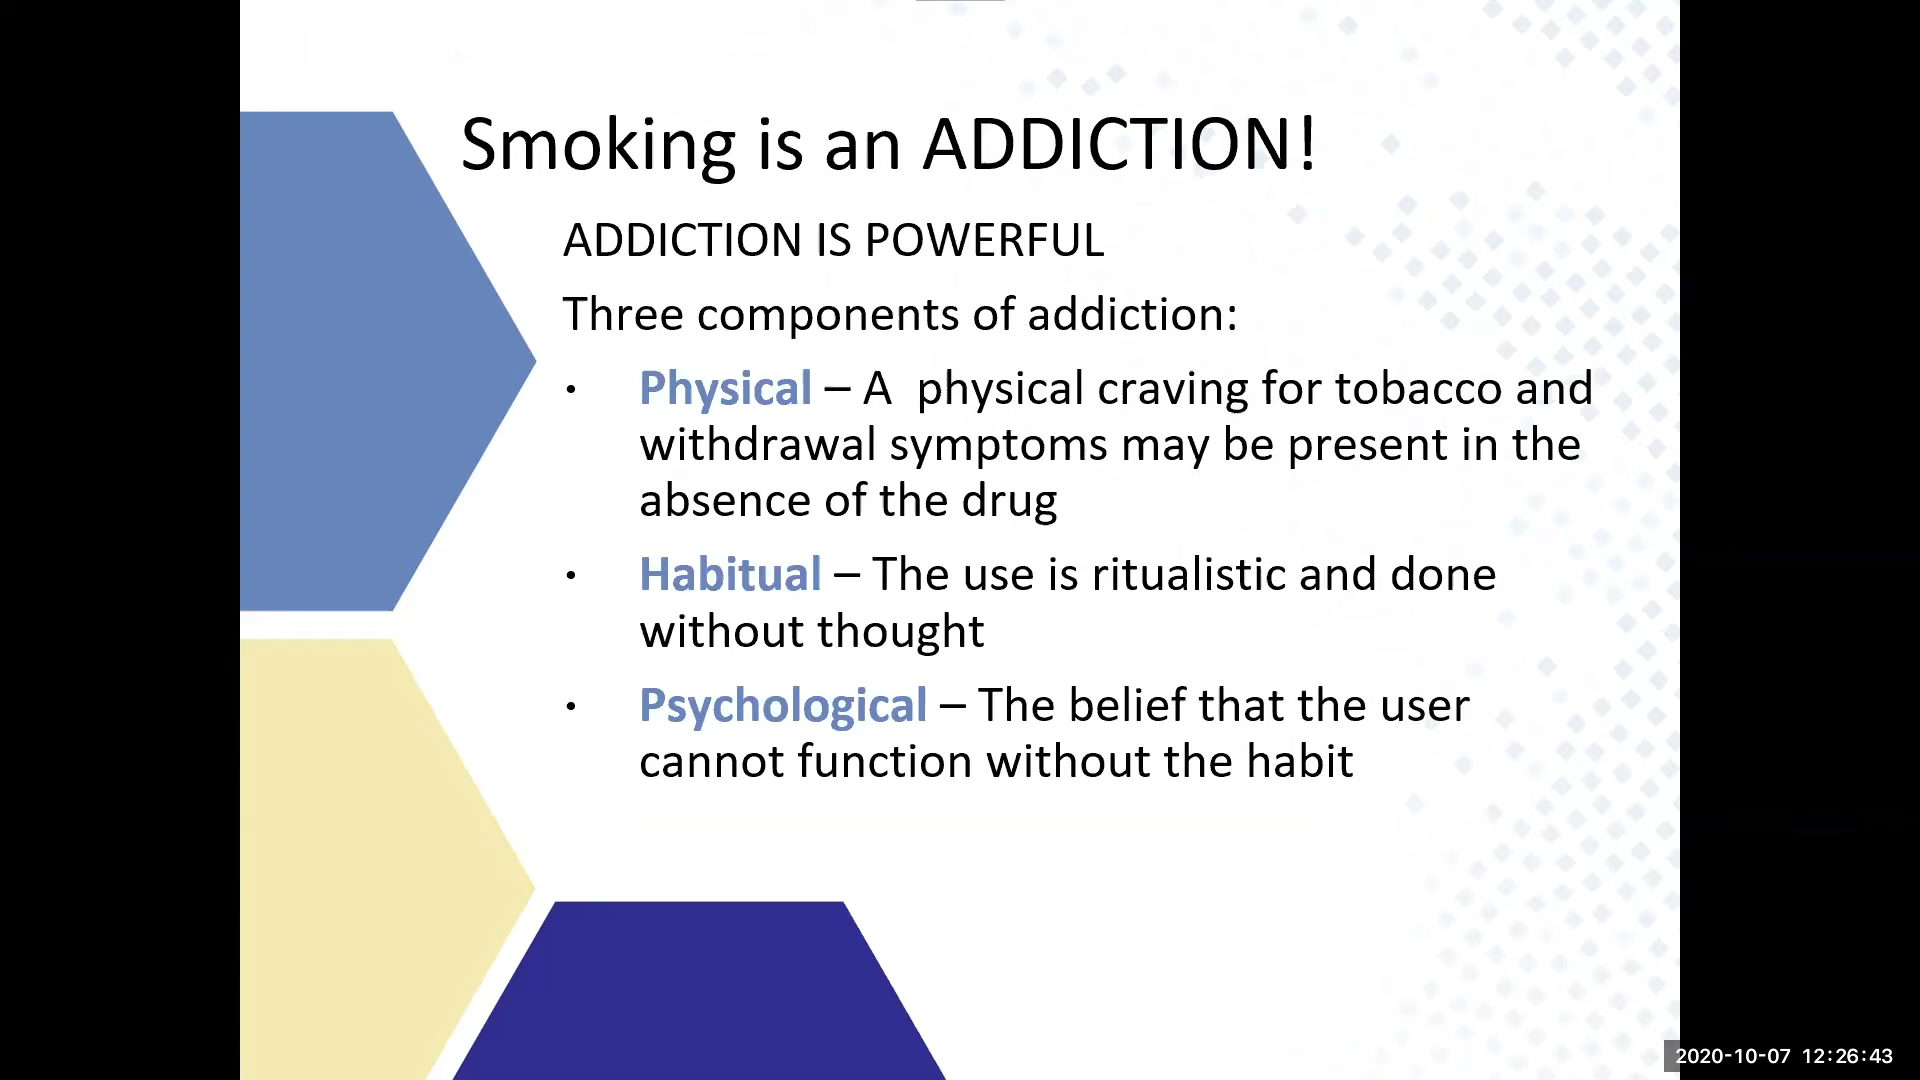 Smoking is an ADDICTION!
ADDICTION IS POWERFUL
Three components of addiction:
• Physical – A  physical craving for tobacco and
withdrawal symptoms may be present in the
absence of the drug
• Habitual – The use is ritualistic and done
without thought
• Psychological – The belief that the user
cannot function without the habit
2020-10-07 12:26:43